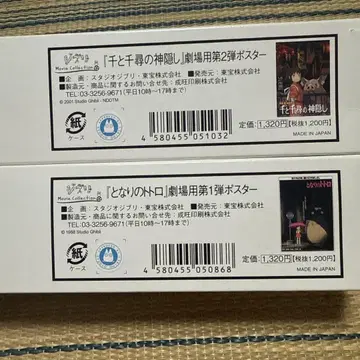 ジブリ
Movie Collection
『千と千尋の神隠し』劇場用第2弾ポスター
■企　画：スタジオジブリ・東宝株式会社　■発売元：東宝株式会社
■製造元・商品に関するお問い合せ先：成旺印刷株式会社
TEL:03-3256-9671(平日10時〜17時まで)
© 2001 Studio Ghibli・NDDTM
紙
ケース
4 580455 051032
千と千尋の神隠し
定価：1,320円【税抜1,200円】
MADE IN JAPAN
ジブリ
Movie Collection
『となりのトトロ』劇場用第1弾ポスター
■企　画：スタジオジブリ・東宝株式会社　■発売元：東宝株式会社
■製造元・商品に関するお問い合せ先：成旺印刷株式会社
TEL:03-3256-9671(平日10時〜17時まで)
© 1988 Studio Ghibli
紙
ケース
4 580455 050868
となりのトトロ
定価：1,320円【税抜1,200円】
MADE IN JAPAN